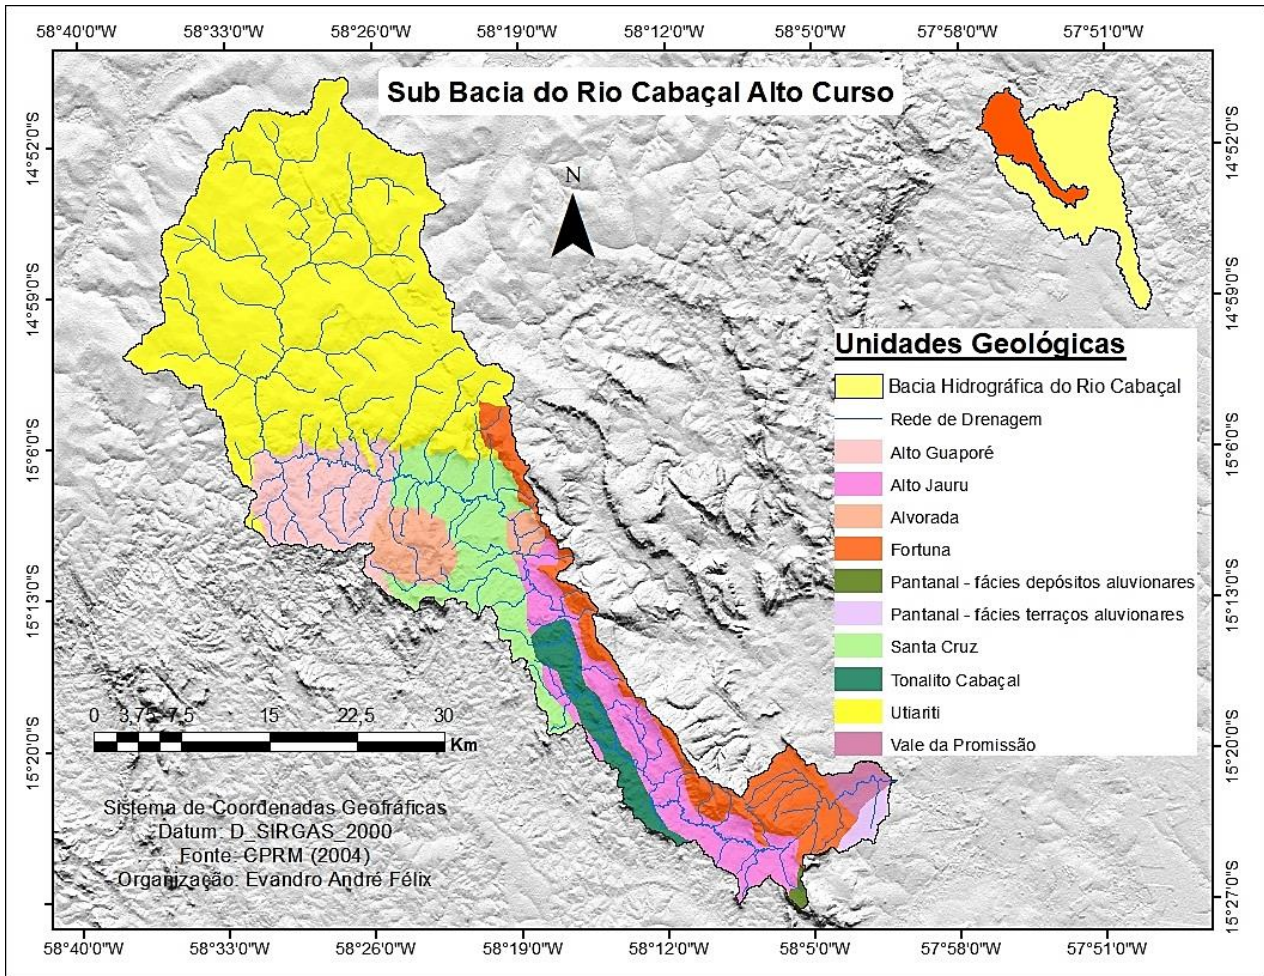 58°40'0"W 58°33'0"W 58°26'0"W 58°19'0"W 58°12'0"W 58°5'0"W 57°58'0"W 57°51'0"W
Sub Bacia do Rio Cabaçal Alto Curso
14°52'0"S
14°52'0"S
N
14°59'0"S
14°59'0"S
Unidades Geológicas
Bacia Hidrográfica do Rio Cabaçal
Rede de Drenagem
Alto Guaporé
Alto Jauru
Alvorada
Fortuna
Pantanal - fácies depósitos aluvionares
Pantanal - fácies terraços aluvionares
Santa Cruz
Tonalito Cabaçal
Utiariti
Vale da Promissão
15°6'0"S
15°6'0"S
15°13'0"S
15°13'0"S
0 3,75 7,5 15 22,5 30
Km
15°20'0"S
15°20'0"S
Sistema de Coordenadas Geofráficas
Datum: D_SIRGAS_2000
Fonte: CPRM (2004)
Organização: Evandro André Félix
15°27'0"S
58°40'0"W 58°33'0"W 58°26'0"W 58°19'0"W 58°12'0"W 58°5'0"W 57°58'0"W 57°51'0"W